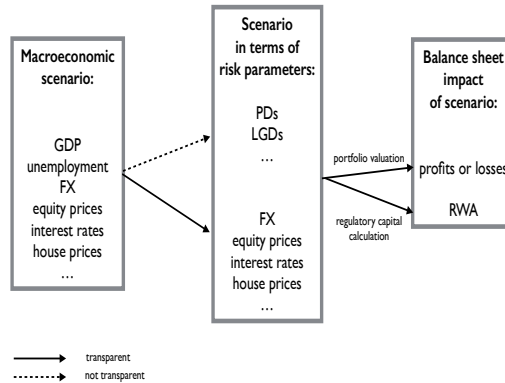 Macroeconomic
scenario:
GDP
unemployment
FX
equity prices
interest rates
house prices
...
Scenario
in terms of
risk parameters:
PDs
LGDs
...
FX
equity prices
interest rates
house prices
...
portfolio valuation
regulatory capital
calculation
Balance sheet
impact
of scenario:
profits or losses
RWA
transparent
not transparent